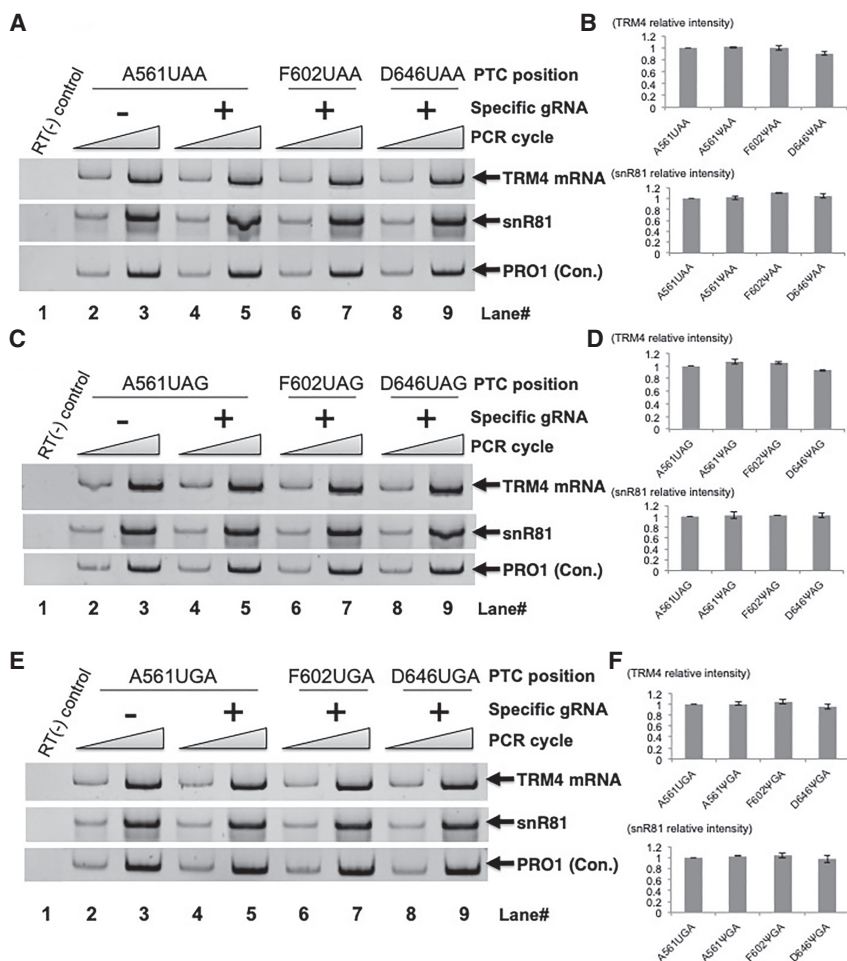 A
RT(-) control
A561UAA F602UAA D646UAA PTC position
- + + + Specific gRNA
PCR cycle
TRM4 mRNA
snR81
PRO1 (Con.)
1 2 3 4 5 6 7 8 9 Lane#
B
(TRM4 relative intensity)
1.2
1
0.8
0.6
0.4
0.2
0
A561UAA A561ΨAA F602ΨAA D646ΨAA
(snR81 relative intensity)
1.2
1
0.8
0.6
0.4
0.2
0
A561UAA A561ΨAA F602ΨAA D646ΨAA
C
RT(-) control
A561UAG F602UAG D646UAG PTC position
- + + + Specific gRNA
PCR cycle
TRM4 mRNA
snR81
PRO1 (Con.)
1 2 3 4 5 6 7 8 9 Lane#
D
(TRM4 relative intensity)
1.2
1
0.8
0.6
0.4
0.2
0
A561UAG A561ΨAG F602ΨAG D646ΨAG
(snR81 relative intensity)
1.2
1
0.8
0.6
0.4
0.2
0
A561UAG A561ΨAG F602ΨAG D646ΨAG
E
RT(-) control
A561UGA F602UGA D646UGA PTC position
- + + + Specific gRNA
PCR cycle
TRM4 mRNA
snR81
PRO1 (Con.)
1 2 3 4 5 6 7 8 9 Lane#
F
(TRM4 relative intensity)
1.2
1
0.8
0.6
0.4
0.2
0
A561UGA A561ΨGA F602ΨGA D646ΨGA
(snR81 relative intensity)
1.2
1
0.8
0.6
0.4
0.2
0
A561UGA A561ΨGA F602ΨGA D646ΨGA